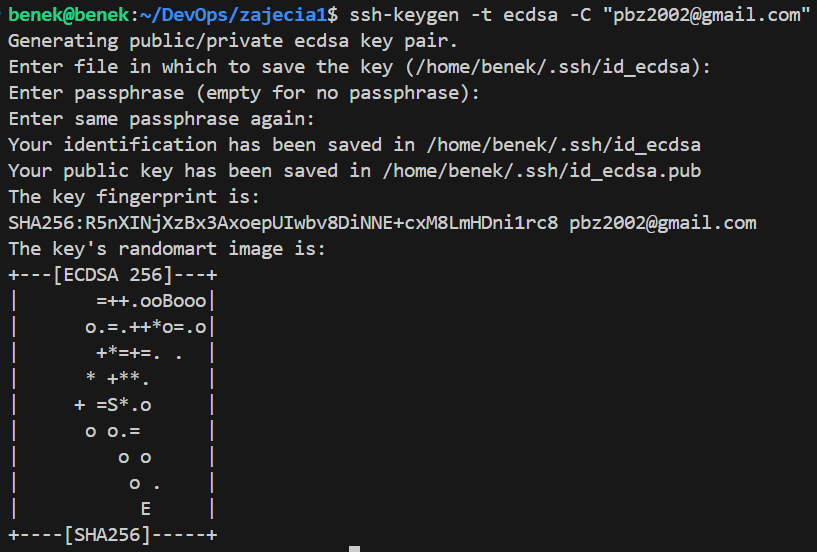 benek@benek:~/DevOps/zajecia1$ ssh-keygen -t ecdsa -C "pbz2002@gmail.com"
Generating public/private ecdsa key pair.
Enter file in which to save the key (/home/benek/.ssh/id_ecdsa):
Enter passphrase (empty for no passphrase):
Enter same passphrase again:
Your identification has been saved in /home/benek/.ssh/id_ecdsa
Your public key has been saved in /home/benek/.ssh/id_ecdsa.pub
The key fingerprint is:
SHA256:R5nXINjXzBx3AxoepUIwbv8DiNNE+cxM8LmHDni1rc8 pbz2002@gmail.com
The key's randomart image is:
+---[ECDSA 256]---+
|       =++.ooBooo|
|      o.=.++*o=.o|
|       +*=+=. .  |
|      * +**.     |
|     + =S*.o     |
|      o o.=      |
|         o o     |
|          o .    |
|           E     |
+----[SHA256]-----+